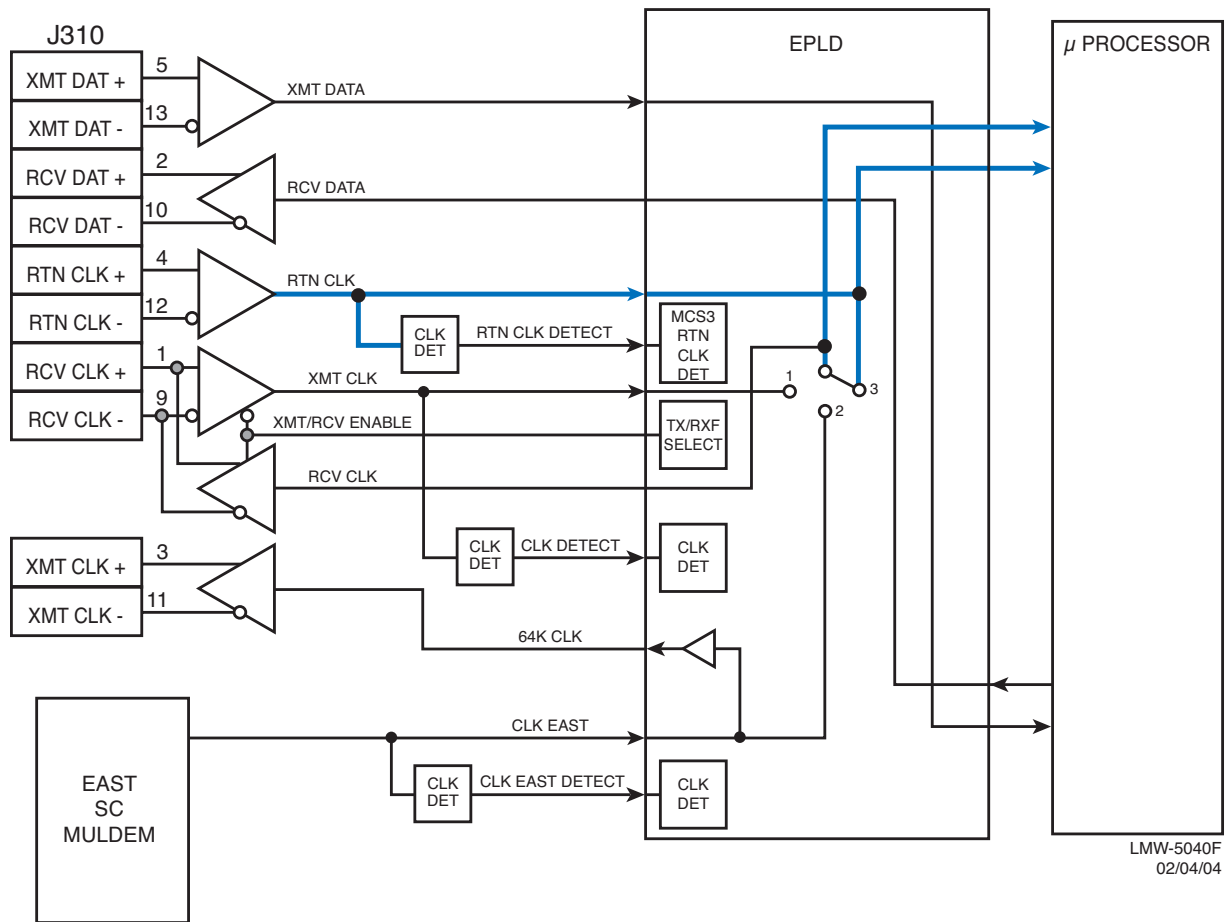 J310
EPLD
μ PROCESSOR
XMT DAT +
5
XMT DATA
XMT DAT -
13
RCV DAT +
2
RCV DATA
RCV DAT -
10
RTN CLK +
4
RTN CLK
RTN CLK -
12
CLK
DET
RTN CLK DETECT
MCS3
RTN
CLK
DET
RCV CLK +
1
XMT CLK
1
3
2
RCV CLK -
9
XMT/RCV ENABLE
TX/RXF
SELECT
RCV CLK
XMT CLK +
3
CLK
DET
CLK DETECT
CLK
DET
XMT CLK -
11
64K CLK
CLK EAST
EAST
SC
MULDEM
CLK
DET
CLK EAST DETECT
CLK
DET
LMW-5040F
02/04/04